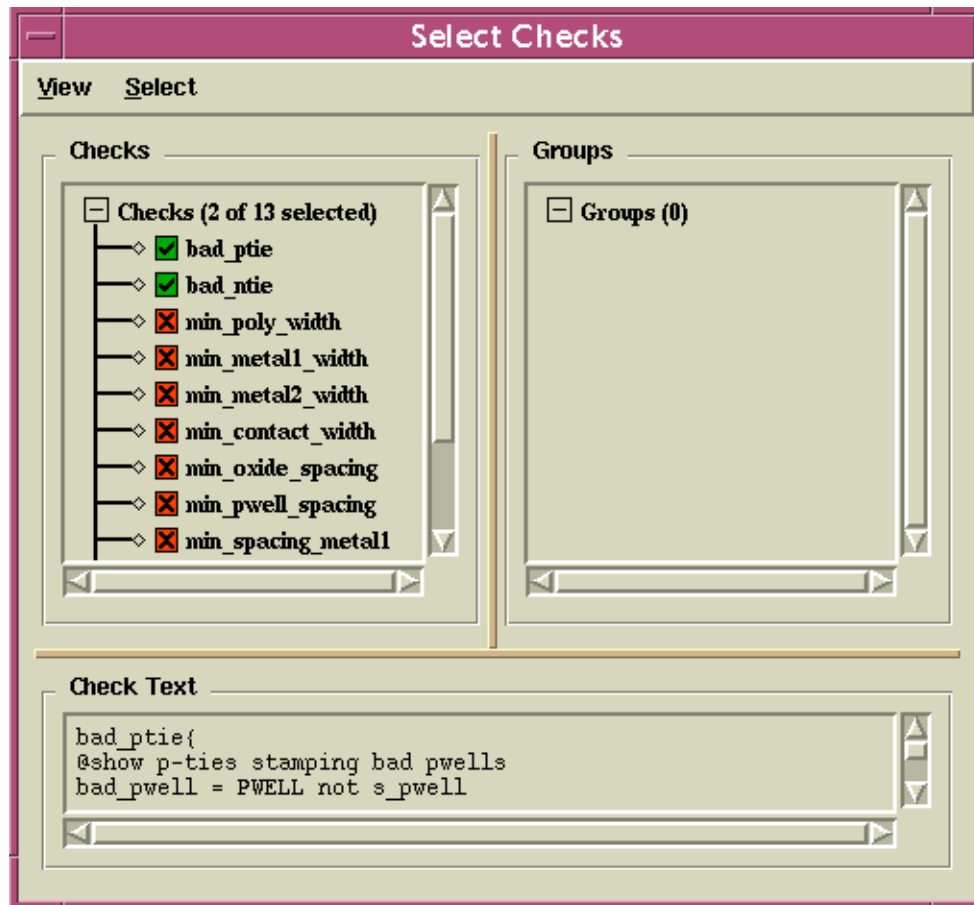 Select Checks
View Select
Checks
Checks (2 of 13 selected)
bad_ptie
bad_ntie
min_poly_width
min_metal1_width
min_metal2_width
min_contact_width
min_oxide_spacing
min_pwell_spacing
min_spacing_metal1
Groups
Groups (0)
Check Text
bad_ptie{
@show p-ties stamping bad pwells
bad_pwell = PWELL not s_pwell